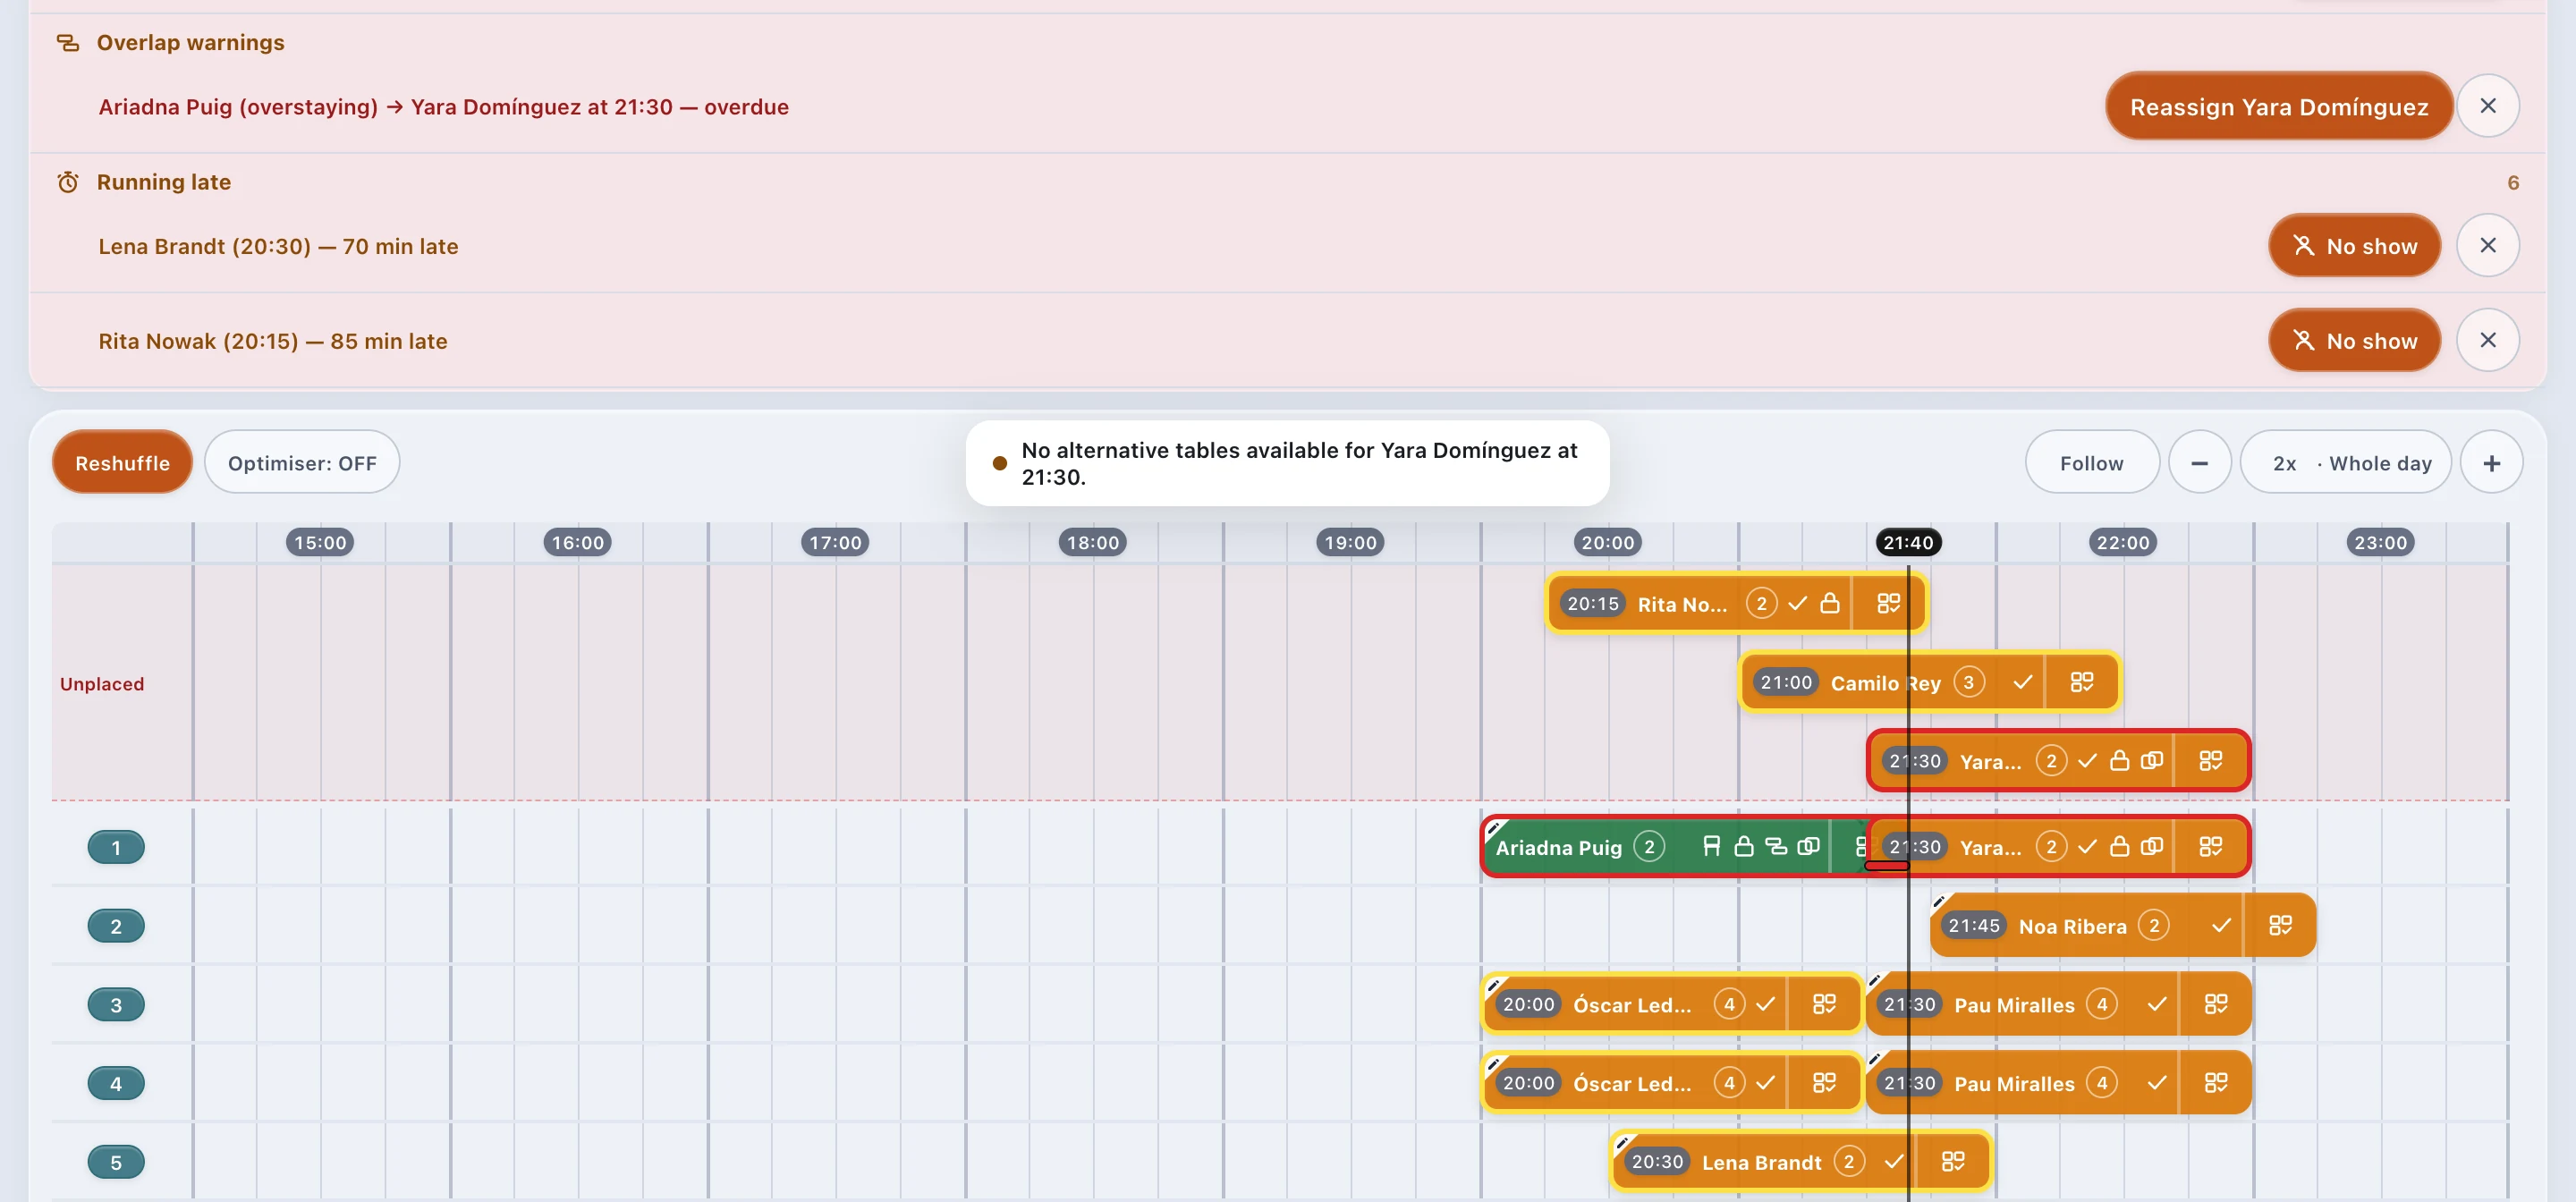 Overlap warnings
Ariadna Puig (overstaying) → Yara Domínguez at 21:30 — overdue
Reassign Yara Domínguez
Running late
6
Lena Brandt (20:30) — 70 min late
No show
Rita Nowak (20:15) — 85 min late
No show
Reshuffle
Optimiser: OFF
No alternative tables available for Yara Domínguez at
21:30.
Follow
2x · Whole day
15:00 16:00 17:00 18:00 19:00 20:00 21:40 22:00 23:00
20:15 Rita No... 2
Unplaced
21:00 Camilo Rey 3
21:30 Yara... 2
1
Ariadna Puig 2
21:30 Yara... 2
2
21:45 Noa Ribera 2
3
20:00 Óscar Led... 4
21:30 Pau Miralles 4
4
20:00 Óscar Led... 4
21:30 Pau Miralles 4
5
20:30 Lena Brandt 2